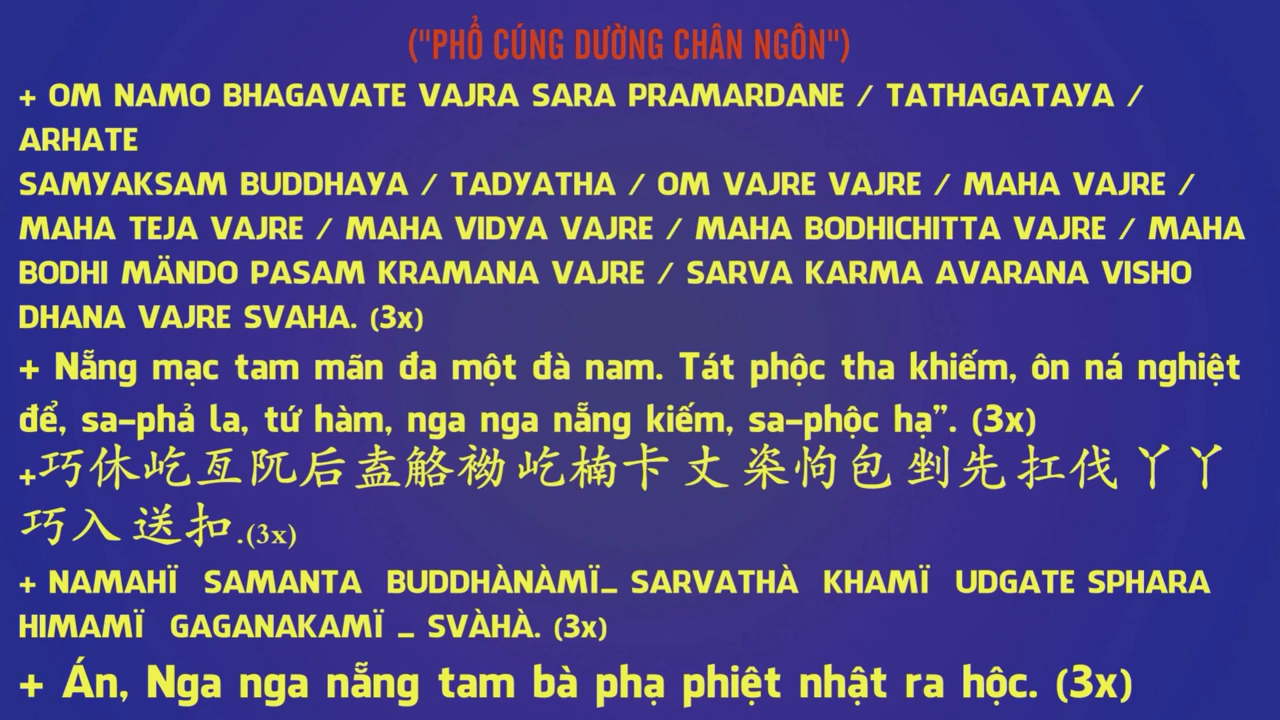 ("PHỔ CÚNG DƯỜNG CHÂN NGÔN")
+ OM NAMO BHAGAVATE VAJRA SARA PRAMARDANE / TATHAGATAYA /
ARHATE
SAMYAKSAM BUDDHAYA / TADYATHA / OM VAJRE VAJRE / MAHA VAJRE /
MAHA TEJA VAJRE / MAHA VIDYA VAJRE / MAHA BODHICHITTA VAJRE / MAHA
BODHI MÄNDO PASAM KRAMANA VAJRE / SARVA KARMA AVARANA VISHO
DHANA VAJRE SVAHA. (3x)
+ Nẵng mạc tam mãn đa một đà nam. Tát phộc tha khiếm, ôn ná nghiệt
để, sa-phả la, tứ hàm, nga nga nẵng kiếm, sa-phộc hạ”. (3x)
+巧休屹亙阢后盍觡袎 屹楠卡 丈 桼怐包 剉先 扛伐 丫丫
巧入 送扣.(3x)
+ NAMAHÏ SAMANTA BUDDHÀNÀMÏ_ SARVATHÀ KHAMÏ UDGATE SPHARA
HIMAMÏ GAGANAKAMÏ _ SVÀHÀ. (3x)
+ Án, Nga nga nẵng tam bà phạ phiệt nhật ra hộc. (3x)